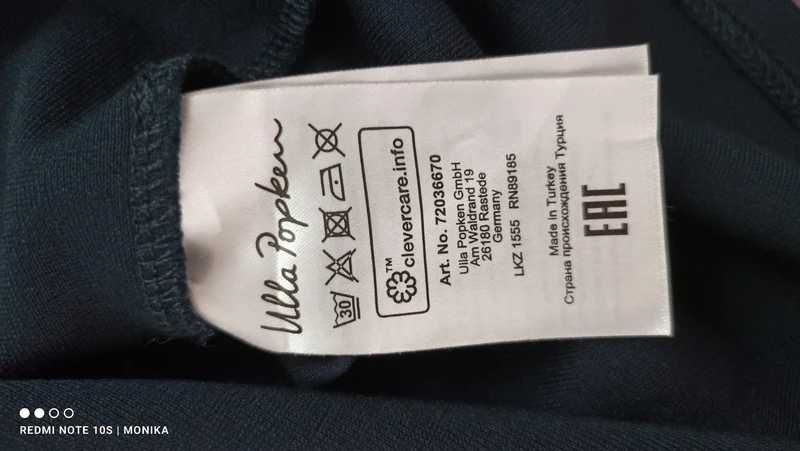 Ulla Popken
30
clevercare.info
TM
Art. No. 72036670
Ulla Popken GmbH
Am Waldrand 19
26180 Rastede
Germany
LKZ 1555 RN89185
Made in Turkey
Страна происхождения Турция
EAC
REDMI NOTE 10S | MONIKA